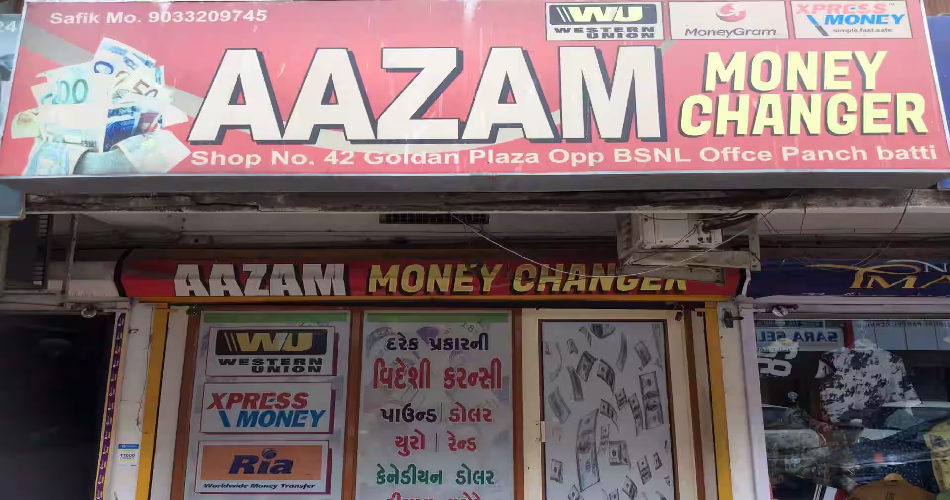 Safik Mo. 9033209745
WU
WESTERN
UNION
MoneyGram
XPRESS
MONEY
simple.fast.safe
AAZAM
MONEY
CHANGER
Shop No. 42 Goldan Plaza Opp BSNL Offce Panch batti
AAZAM MONEY CHANGER
WU
WESTERN
UNION
XPRESS
MONEY
Ria
Worldwide Money Transfer
દરેક પ્રકારની
વિદેશી કરન્સી
પાઉન્ડ | ડોલર
યુરો | રેન્ડ
કેનેડીયન ડોલર